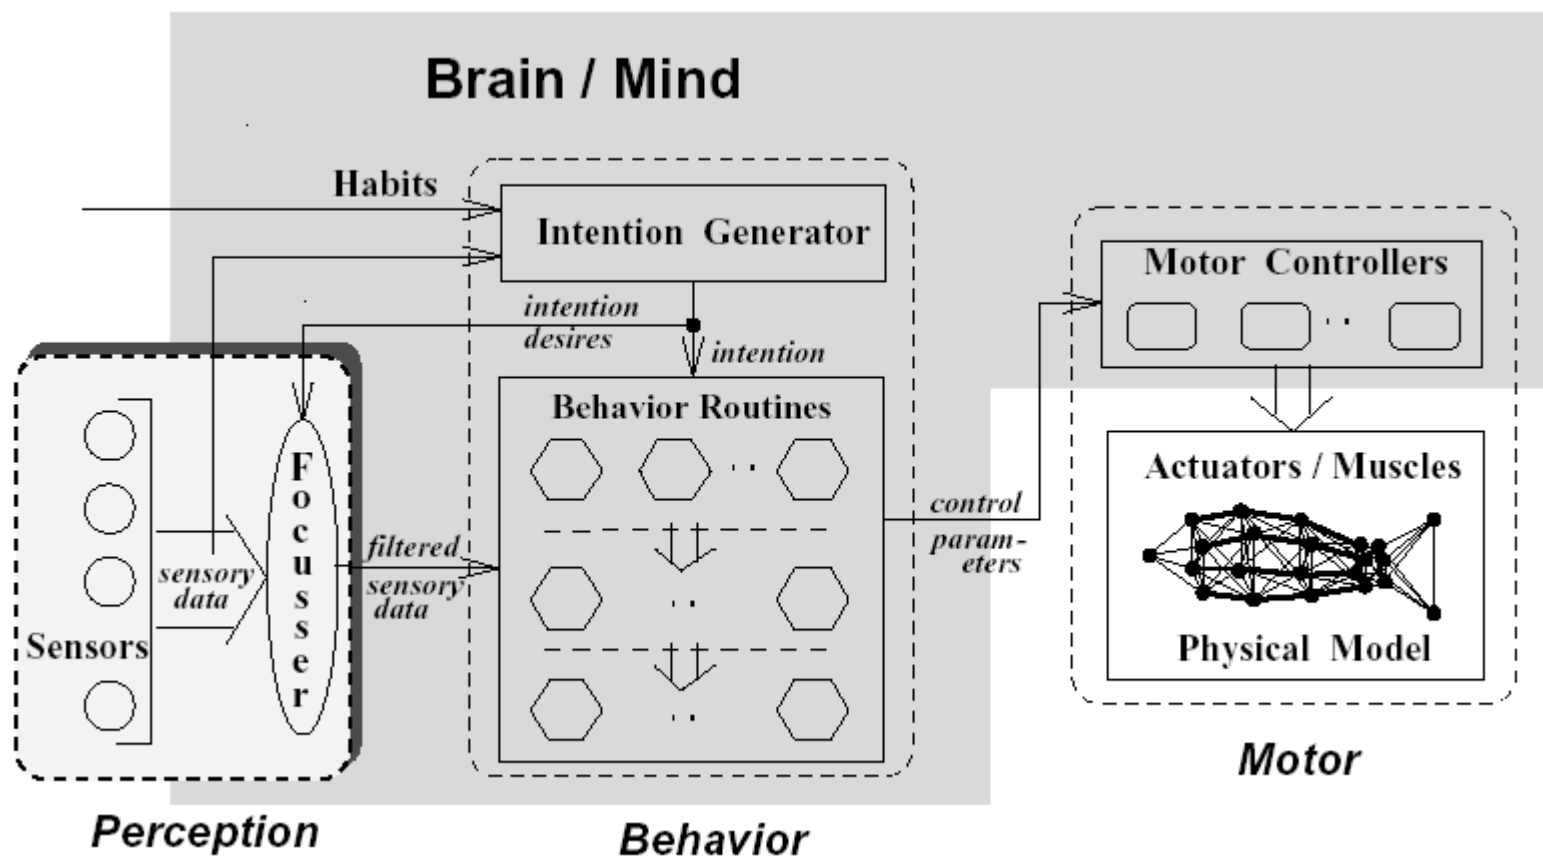 Brain / Mind
Habits
Intention Generator
intention
desires
intention
Motor Controllers
Behavior Routines
Focusser
Sensors
sensory
data
filtered
sensory
data
control
param-
eters
Actuators / Muscles
Physical Model
Perception
Behavior
Motor